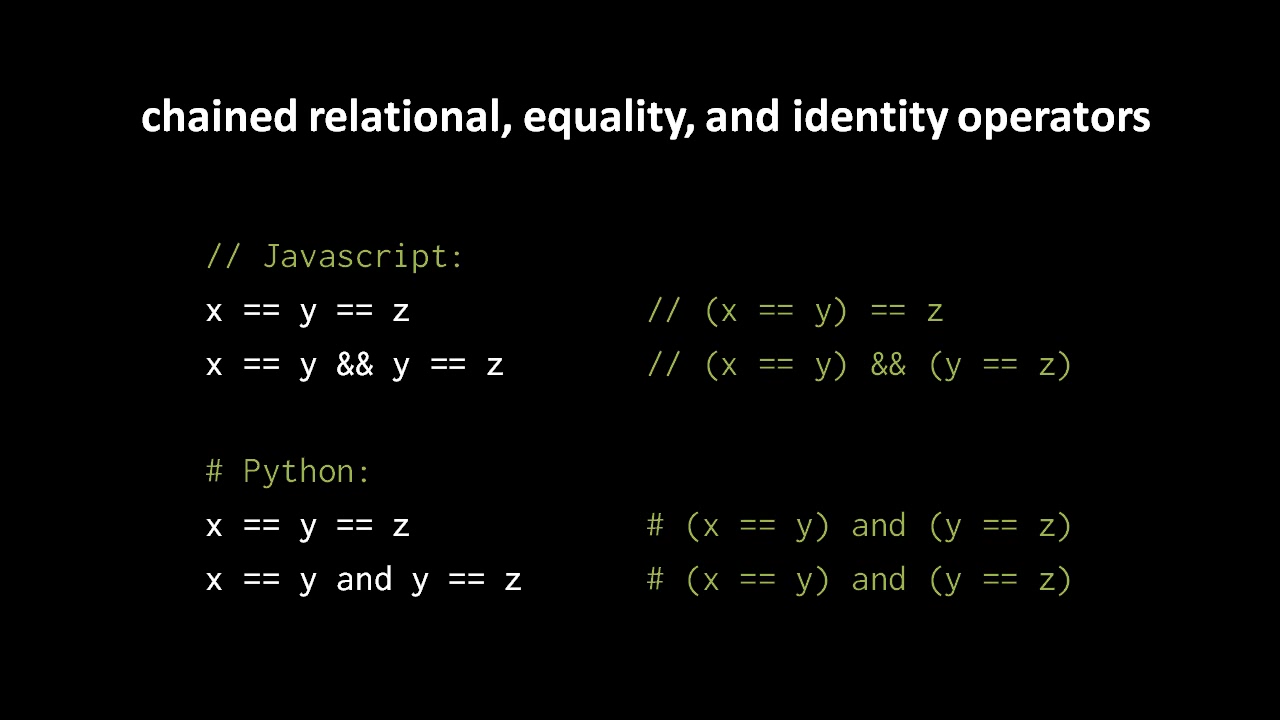 chained relational, equality, and identity operators
// Javascript:
x == y == z // (x == y) == z
x == y && y == z // (x == y) && (y == z)
# Python:
x == y == z # (x == y) and (y == z)
x == y and y == z # (x == y) and (y == z)